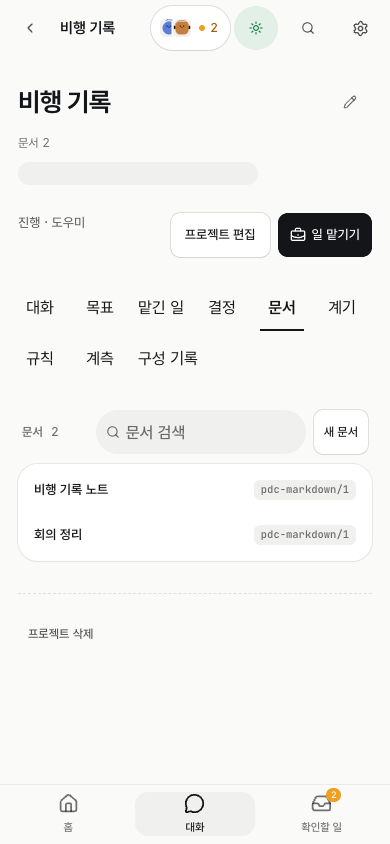 비행 기록
2
비행 기록
문서 2
진행 · 도우미
프로젝트 편집
일 맡기기
대화 목표 맡긴 일 결정 문서 계기
규칙 계측 구성 기록
문서 2
문서 검색
새 문서
비행 기록 노트
pdc-markdown/1
회의 정리
pdc-markdown/1
프로젝트 삭제
홈
대화
2
확인할 일